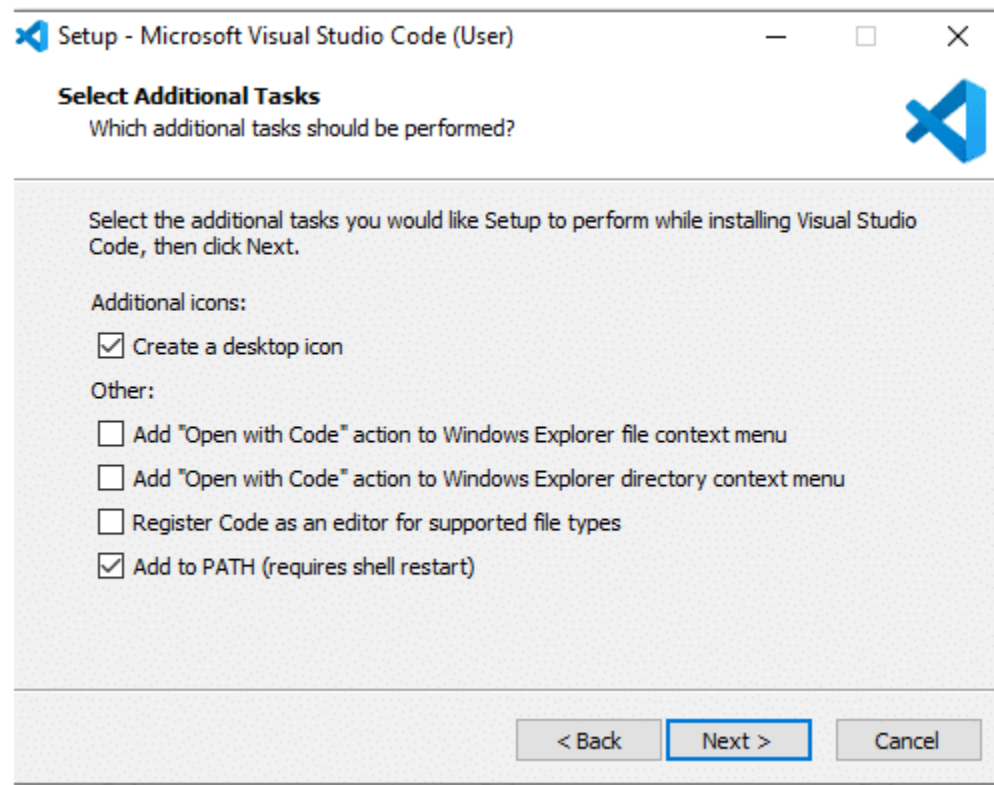 Setup - Microsoft Visual Studio Code (User)
Select Additional Tasks
Which additional tasks should be performed?
Select the additional tasks you would like Setup to perform while installing Visual Studio
Code, then click Next.
Additional icons:
Create a desktop icon
Other:
Add "Open with Code" action to Windows Explorer file context menu
Add "Open with Code" action to Windows Explorer directory context menu
Register Code as an editor for supported file types
Add to PATH (requires shell restart)
< Back Next > Cancel